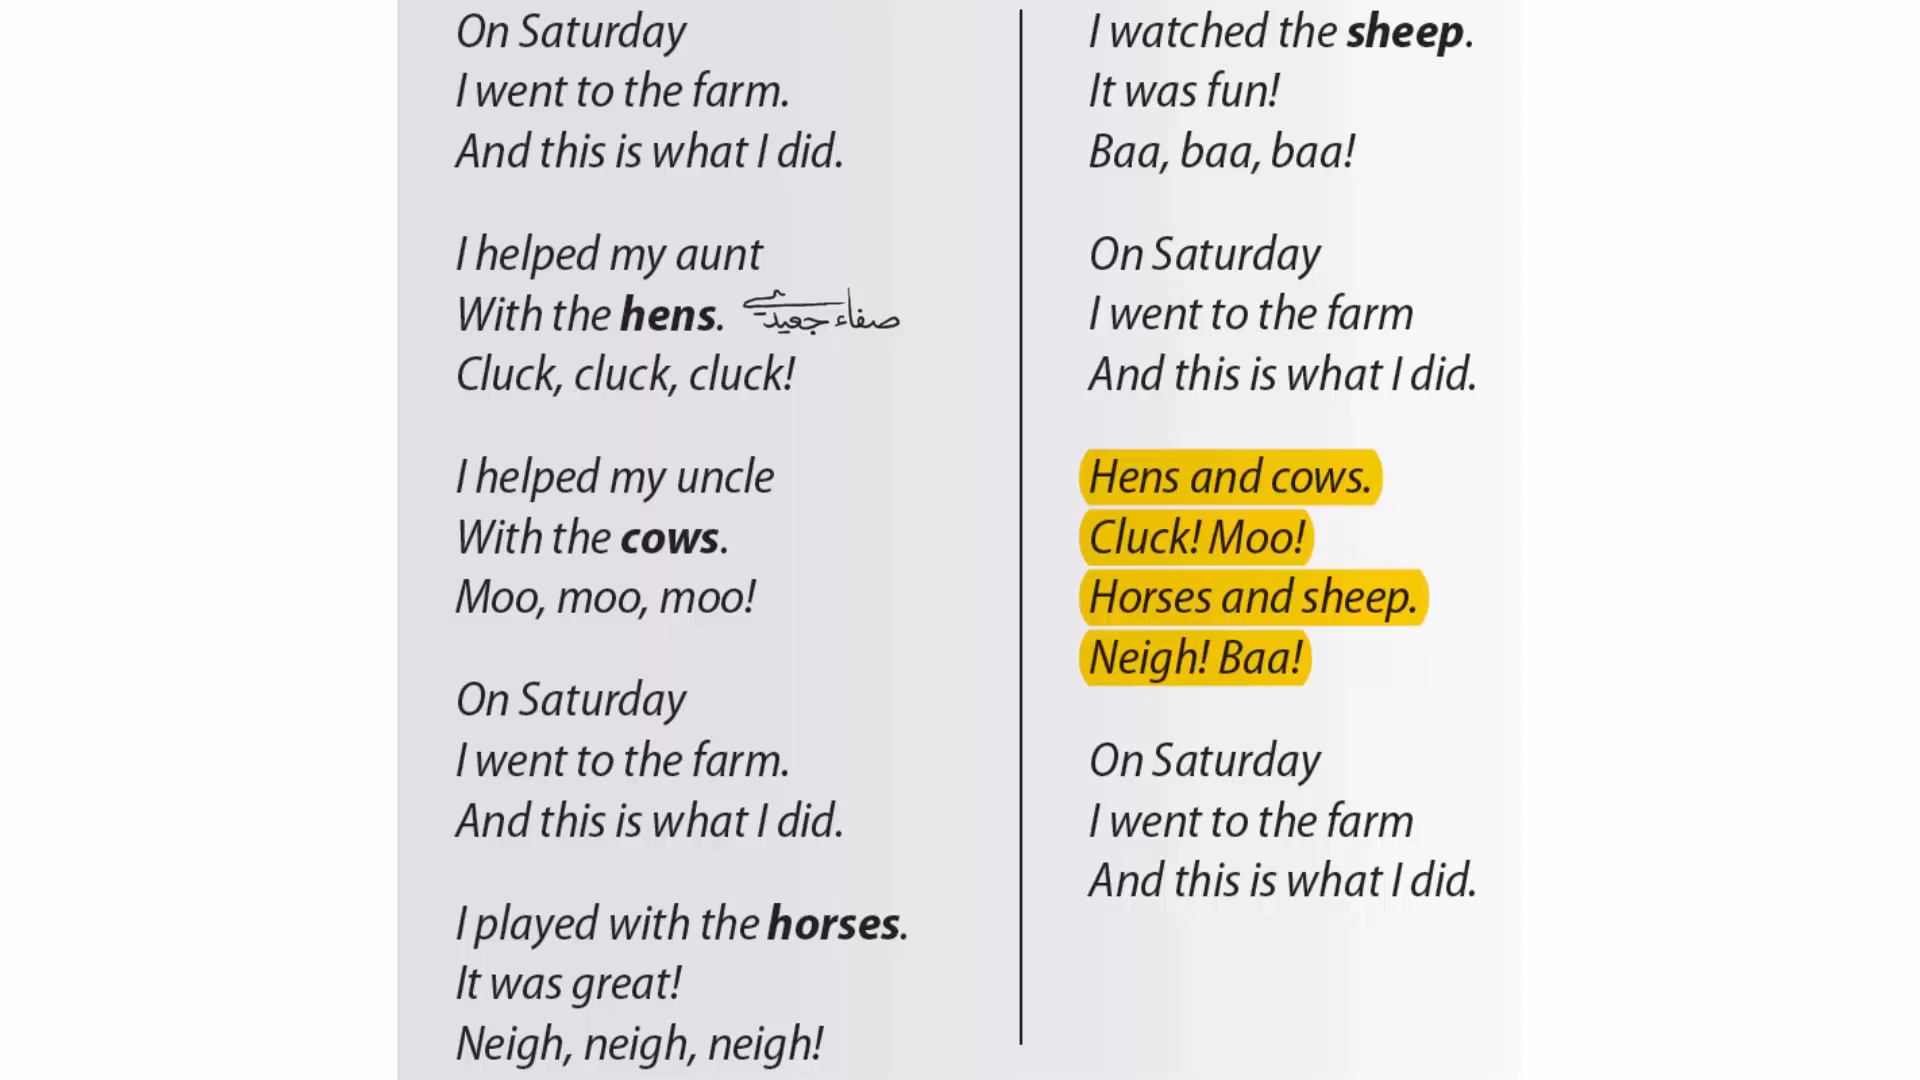 On Saturday
I went to the farm.
And this is what I did.
I helped my aunt
With the hens.
صفاء جعيدي
Cluck, cluck, cluck!
I helped my uncle
With the cows.
Moo, moo, moo!
On Saturday
I went to the farm.
And this is what I did.
I played with the horses.
It was great!
Neigh, neigh, neigh!
I watched the sheep.
It was fun!
Baa, baa, baa!
On Saturday
I went to the farm
And this is what I did.
Hens and cows.
Cluck! Moo!
Horses and sheep.
Neigh! Baa!
On Saturday
I went to the farm
And this is what I did.